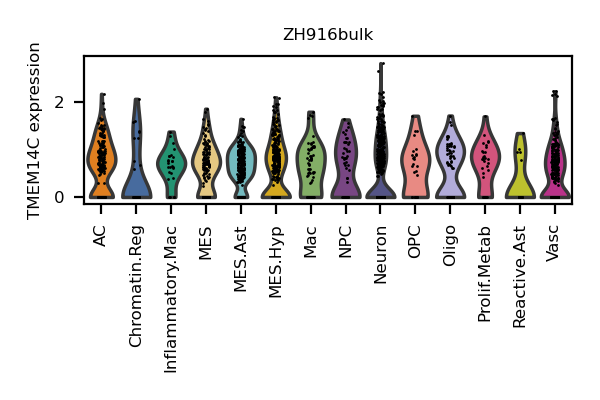 ZH916bulk
TMEM14C expression
2
0
AC
Chromatin.Reg
Inflammatory.Mac
MES
MES.Ast
MES.Hyp
Mac
NPC
Neuron
OPC
Oligo
Prolif.Metab
Reactive.Ast
Vasc